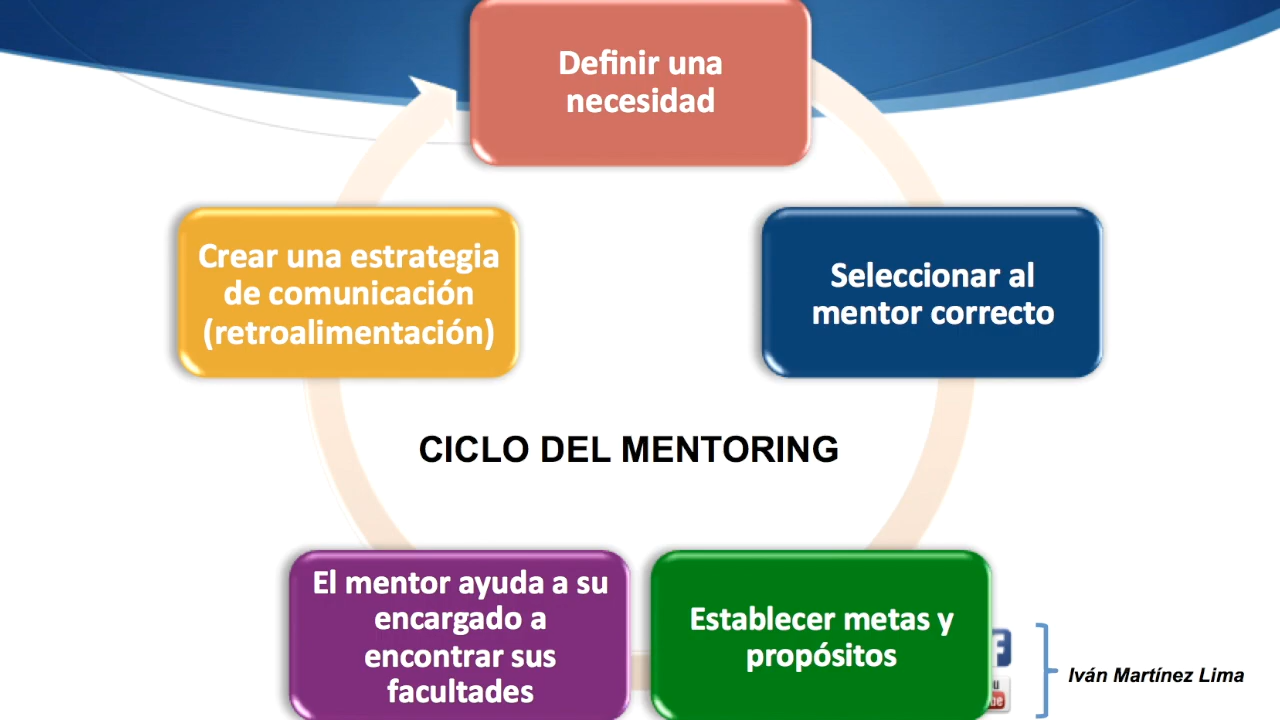 Definir una
necesidad
Seleccionar al
mentor correcto
Establecer metas y
propósitos
El mentor ayuda a su
encargado a
encontrar sus
facultades
Crear una estrategia
de comunicación
(retroalimentación)
CICLO DEL MENTORING
Iván Martínez Lima